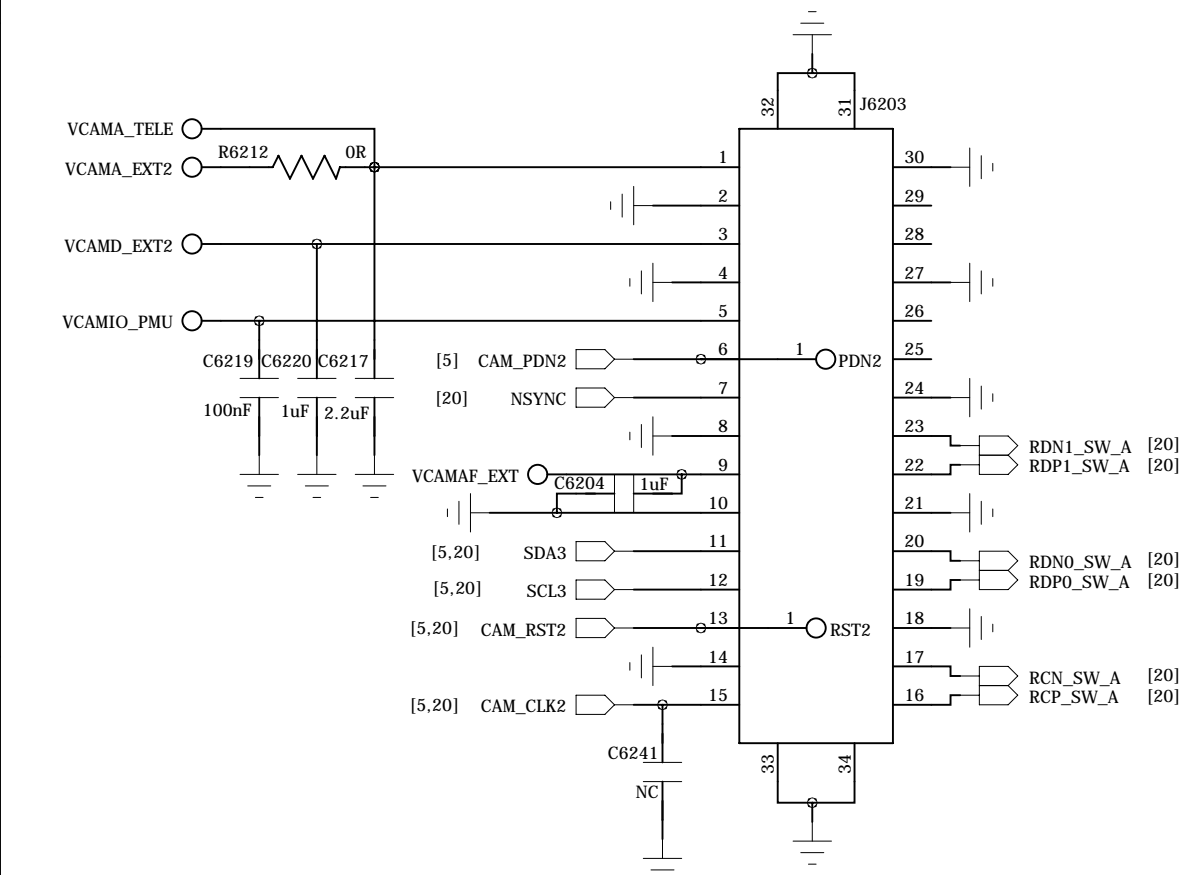 32 31 J6203
VCAMA_TELE
R6212 0R
VCAMA_EXT2 1 30
2 29
VCAMD_EXT2 3 28
4 27
VCAMIO_PMU 5 26
C6219 C6220 C6217 [5] CAM_PDN2 6 1 PDN2 25
100nF 1uF 2.2uF [20] NSYNC 7 24
8 23 RDN1_SW_A [20]
VCAMAF_EXT 9 22 RDP1_SW_A [20]
C6204 1uF
10 21
[5,20] SDA3 11 20 RDN0_SW_A [20]
[5,20] SCL3 12 19 RDP0_SW_A [20]
[5,20] CAM_RST2 13 1 RST2 18
14 17 RCN_SW_A [20]
[5,20] CAM_CLK2 15 16 RCP_SW_A [20]
C6241 33 34
NC